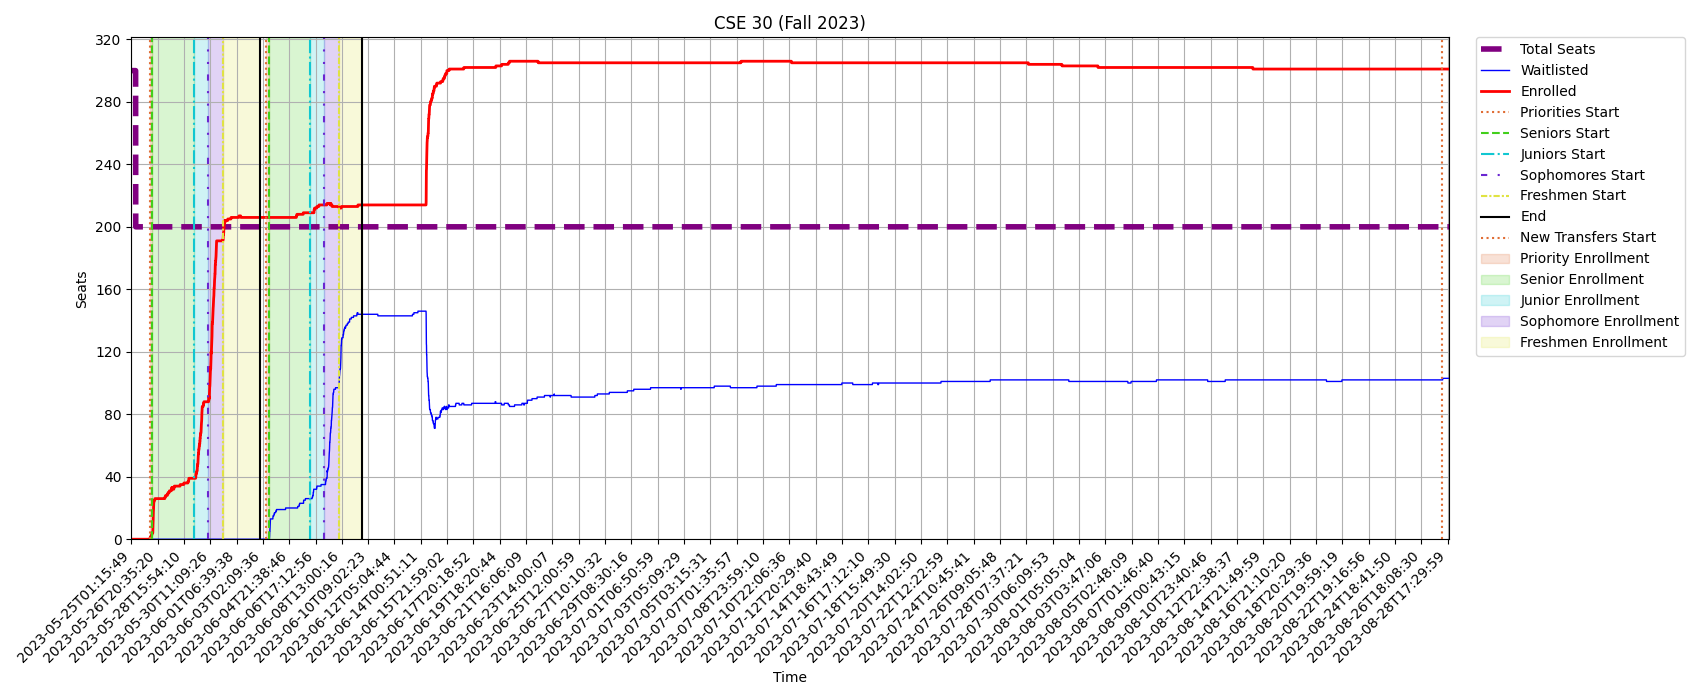 CSE 30 (Fall 2023)
320
280
240
200
160
120
80
40
0
Seats
2023-05-25T01:15:49
2023-05-26T20:35:20
2023-05-28T15:54:10
2023-05-30T11:09:26
2023-06-01T06:39:38
2023-06-03T02:09:36
2023-06-04T21:38:46
2023-06-06T17:12:56
2023-06-08T13:00:16
2023-06-10T09:02:23
2023-06-12T05:04:44
2023-06-14T00:51:11
2023-06-15T21:59:02
2023-06-17T20:18:52
2023-06-19T18:20:44
2023-06-21T16:06:09
2023-06-23T14:00:07
2023-06-25T12:00:59
2023-06-27T10:10:32
2023-06-29T08:30:16
2023-07-01T06:50:59
2023-07-03T05:09:29
2023-07-05T03:15:31
2023-07-07T01:35:57
2023-07-08T23:59:10
2023-07-10T22:06:36
2023-07-12T20:29:40
2023-07-14T18:43:49
2023-07-16T17:12:10
2023-07-18T15:49:30
2023-07-20T14:02:50
2023-07-22T12:22:59
2023-07-24T10:45:41
2023-07-26T09:05:48
2023-07-28T07:37:21
2023-07-30T06:09:53
2023-08-01T05:05:04
2023-08-03T03:47:06
2023-08-05T02:48:09
2023-08-07T01:46:40
2023-08-09T00:43:15
2023-08-10T23:40:46
2023-08-12T22:38:37
2023-08-14T21:49:59
2023-08-16T21:10:20
2023-08-18T20:29:36
2023-08-20T19:59:19
2023-08-22T19:16:56
2023-08-24T18:41:50
2023-08-26T18:08:30
2023-08-28T17:29:59
Time
Total Seats
Waitlisted
Enrolled
Priorities Start
Seniors Start
Juniors Start
Sophomores Start
Freshmen Start
End
New Transfers Start
Priority Enrollment
Senior Enrollment
Junior Enrollment
Sophomore Enrollment
Freshmen Enrollment